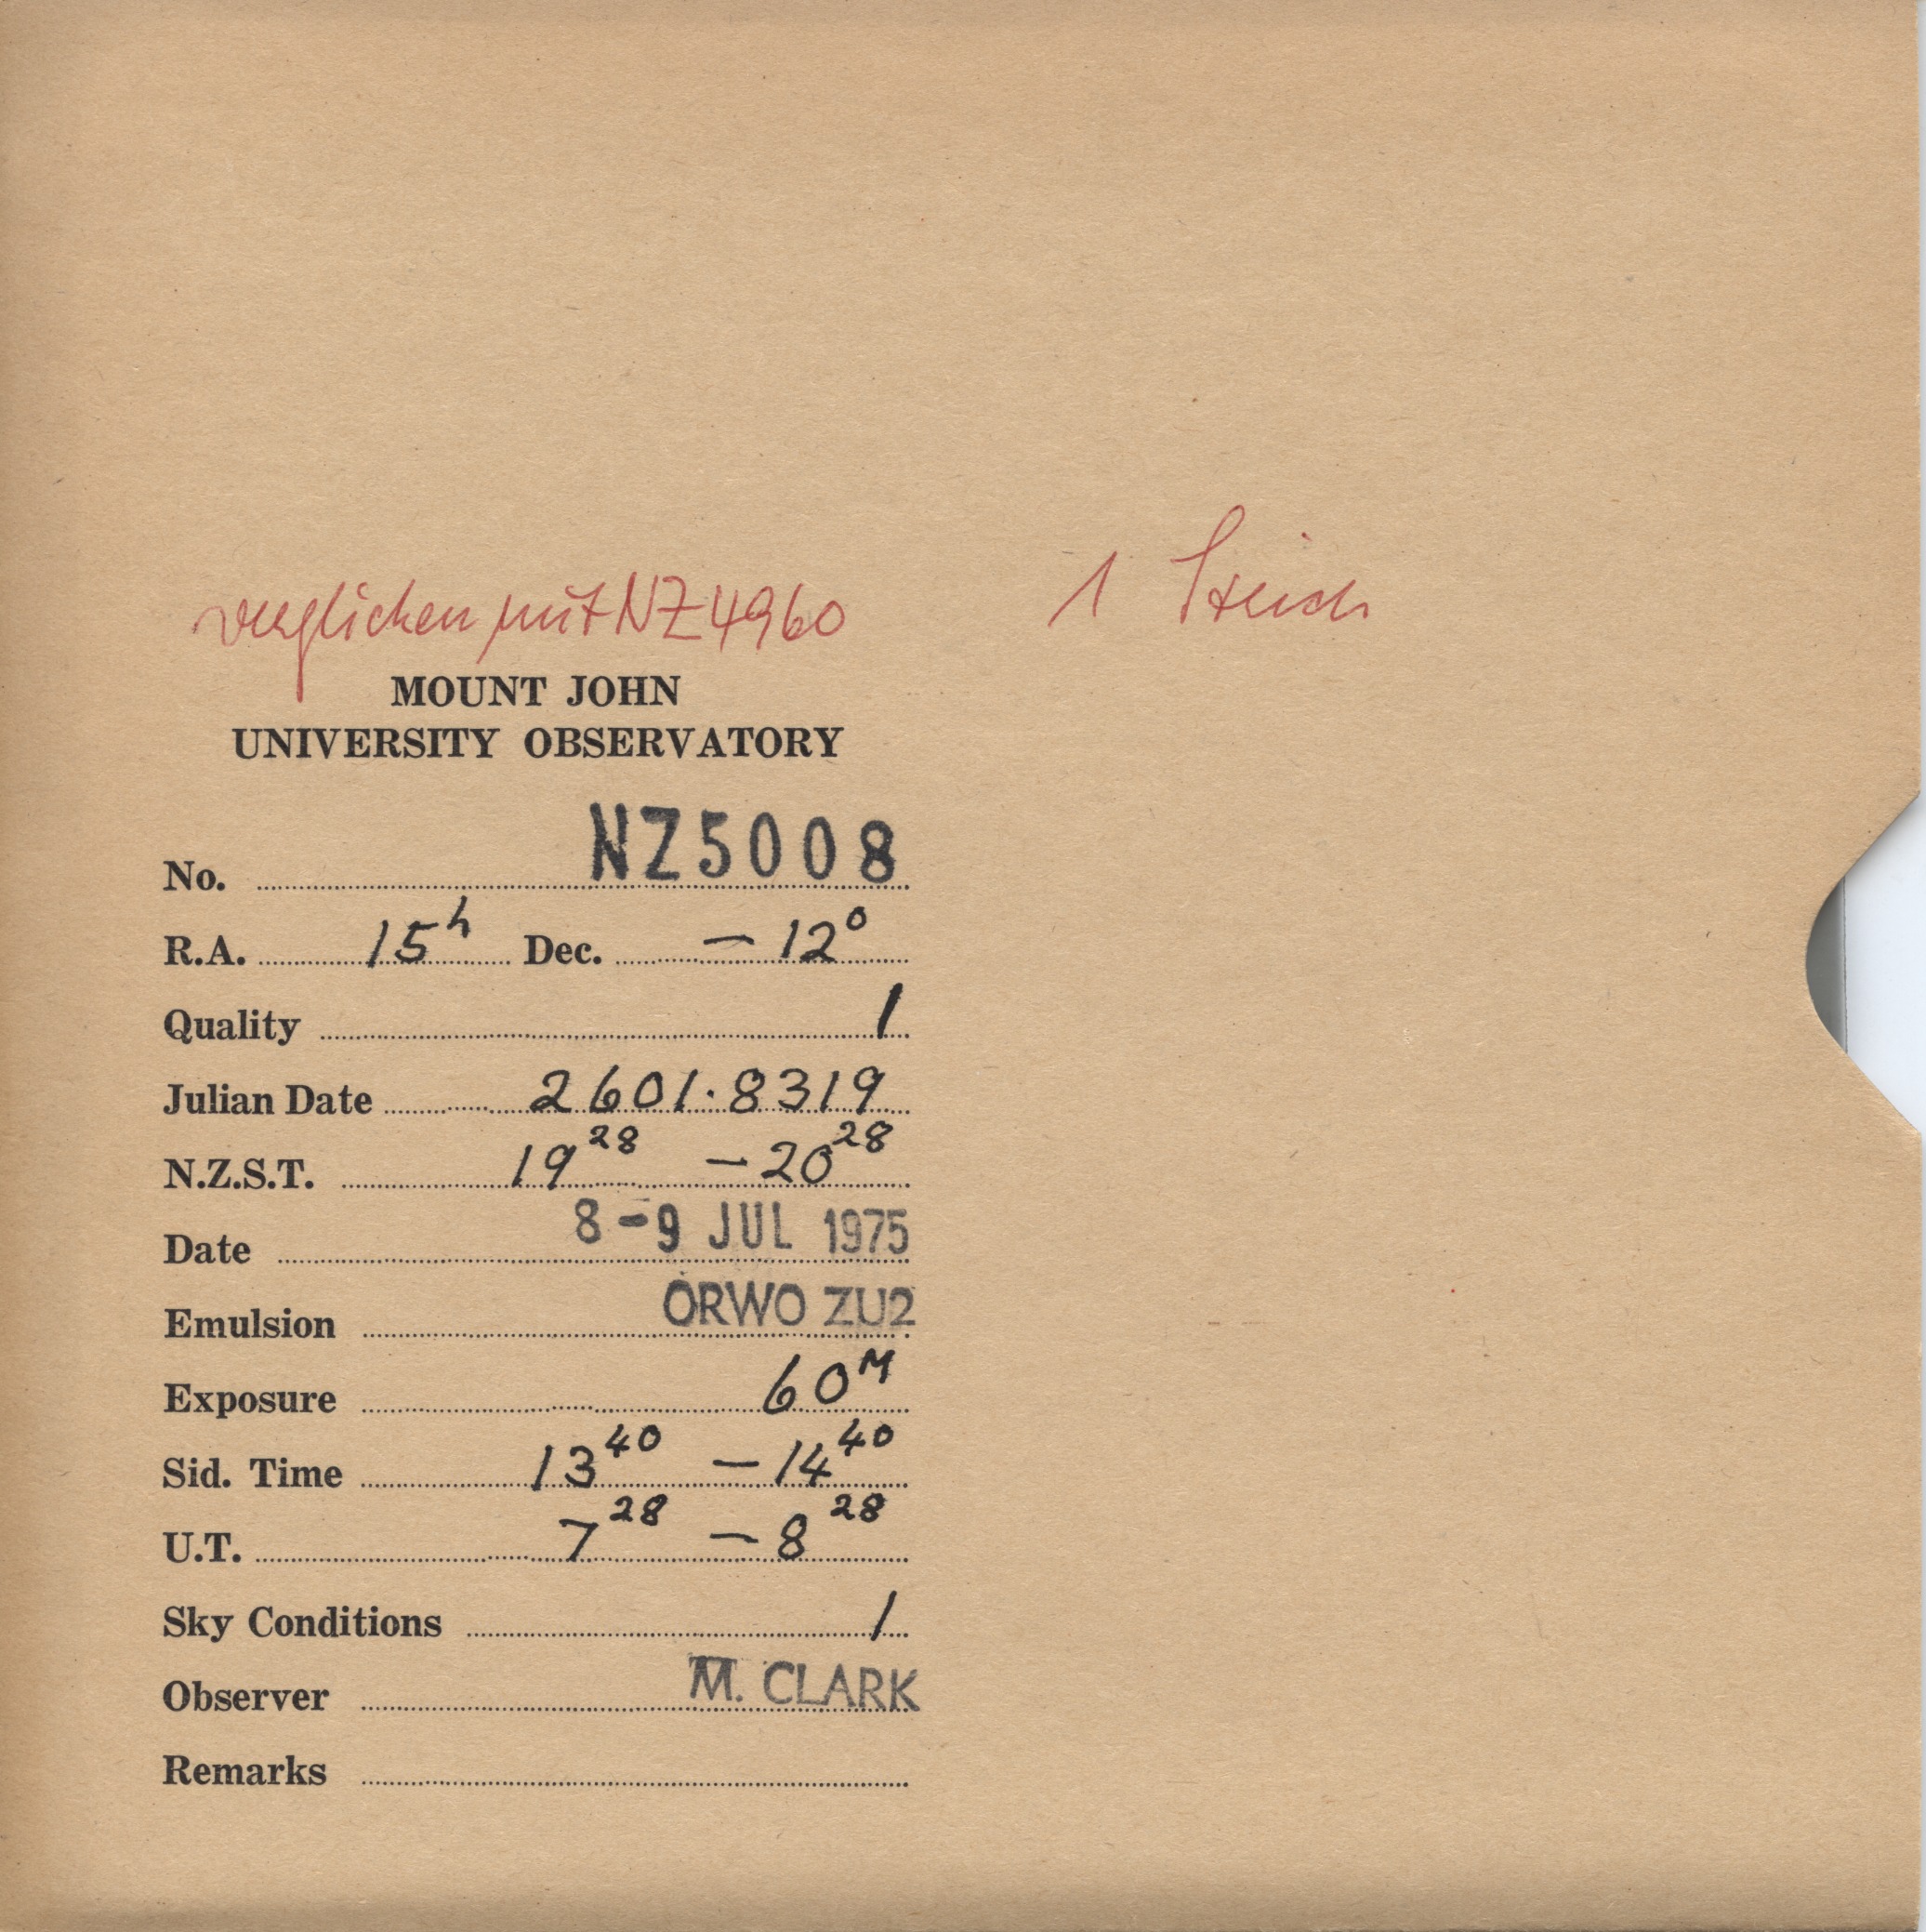 verglichen mit NZ 4960 1 Strich
MOUNT JOHN
UNIVERSITY OBSERVATORY
No. NZ5008
R.A. 15h Dec. – 12°
Quality 1
Julian Date 2601.8319
N.Z.S.T. 19 28 – 20 28
Date 8-9 JUL 1975
Emulsion ORWO ZU2
Exposure 60M
Sid. Time 13 40 – 14 40
U.T. 7 28 – 8 28
Sky Conditions 1
Observer M. CLARK
Remarks